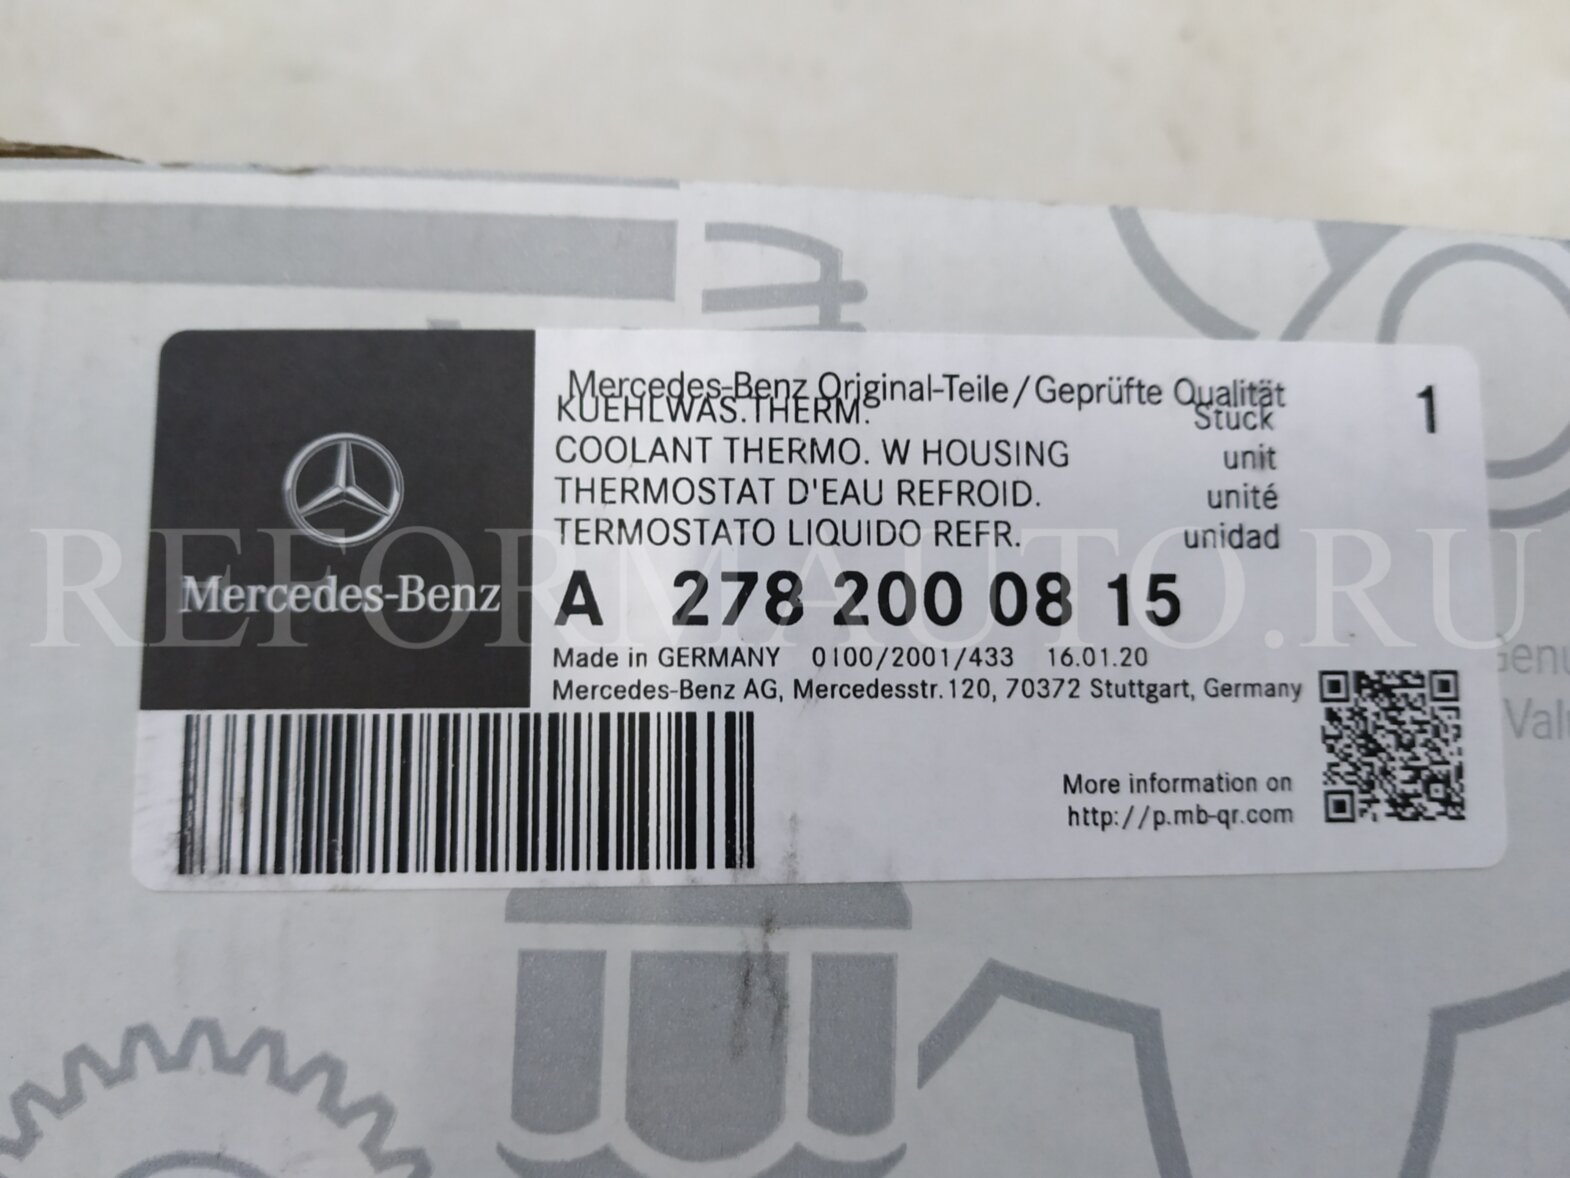 Mercedes-Benz Original-Teile/Geprüfte Qualität
KUEHLWAS.THERM. Stück 1
COOLANT THERMO. W HOUSING unit
THERMOSTAT D'EAU REFROID. unité
TERMOSTATO LIQUIDO REFR. unidad
REFORMAUTO.RU
Mercedes-Benz
A 278 200 08 15
Made in GERMANY 0100/2001/433 16.01.20
Mercedes-Benz AG, Mercedesstr.120, 70372 Stuttgart, Germany
More information on
http://p.mb-qr.com